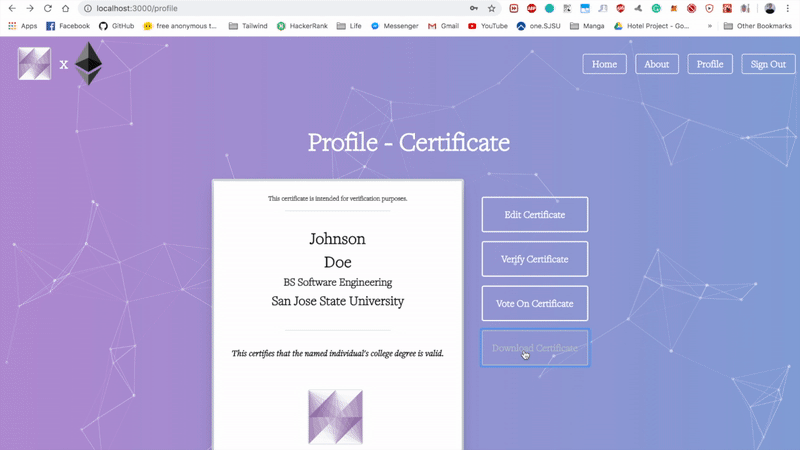 localhost:3000/profile
Apps Facebook GitHub free anonymous t... Tailwind HackerRank Life Messenger Gmail YouTube one.SJSU Manga Hotel Project - Go... » Other Bookmarks
x
Home About Profile Sign Out
Profile - Certificate
This certificate is intended for verification purposes.
Johnson
Doe
BS Software Engineering
San Jose State University
This certifies that the named individual's college degree is valid.
Edit Certificate
Verify Certificate
Vote On Certificate
Download Certificate